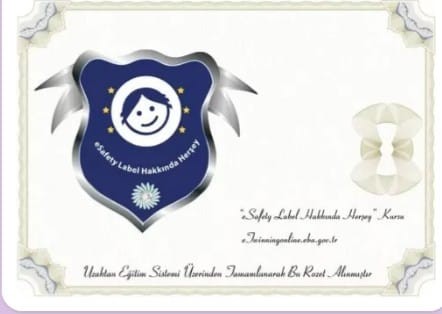 eSafety Label Hakkında Herşey
"eSafety Label Hakkında Herşey" Kursu
eTwinningonline.eba.gov.tr
Uzaktan Eğitim Sistemi Üzerinden Tamamlanarak Bu Rozet Alınmıştır